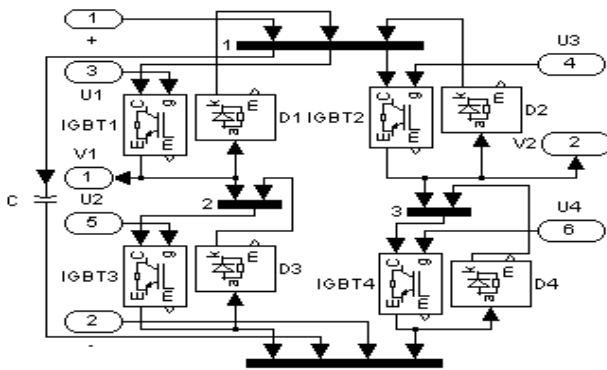 1
+
1
U3
3
4
U1
C g
k m
D1
IGBT2
C g
k m
D2
IGBT1
a
a
E m
E m
V2
2
V1
1
C
U2
2
3
U4
5
6
C g
k m
D3
C g
k m
D4
IGBT3
a
IGBT4
a
E m
E m
2
-